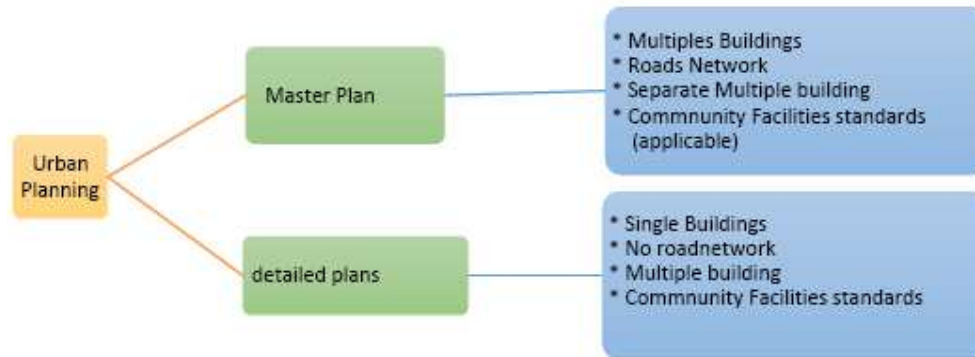 Urban
Planning
Master Plan
* Multiples Buildings
* Roads Network
* Separate Multiple building
* Commnunity Facilities standards
(applicable)
detailed plans
* Single Buildings
* No roadnetwork
* Multiple building
* Commnunity Facilities standards